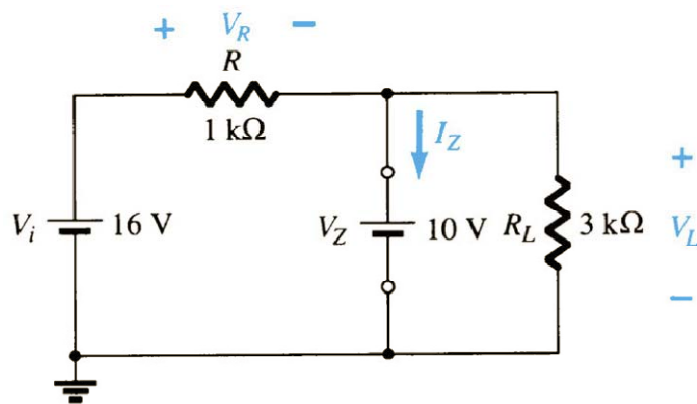 + V_R −
R
1 kΩ
I_Z
V_i 16 V
V_Z 10 V
R_L 3 kΩ
+
V_L
−